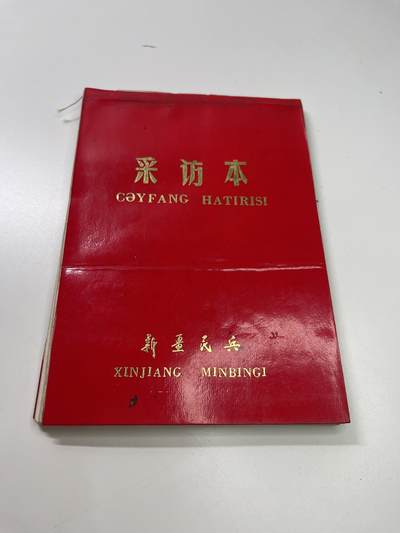 采访本
CƏYFANG HATIRISI
新疆民兵
XINJIANG MINBINGI